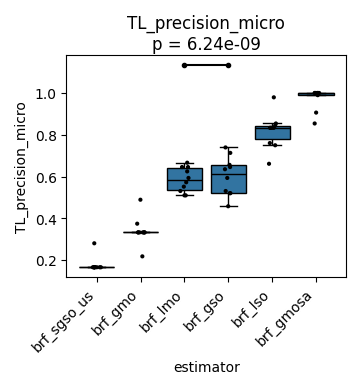 TL_precision_micro
p = 6.24e-09
TL_precision_micro
1.0
0.8
0.6
0.4
0.2
brf_sgso_us
brf_gmo
brf_lmo
brf_gso
brf_lso
brf_gmosa
estimator